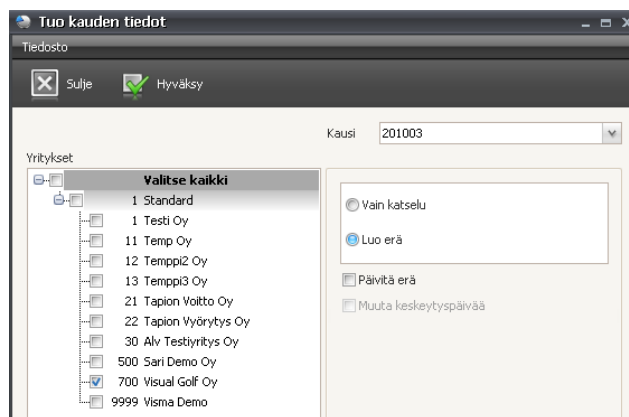 Tuo kauden tiedot
Tiedosto
Sulje Hyväksy
Kausi 201003
Yritykset
Valitse kaikki
1 Standard
1 Testi Oy
11 Temp Oy
12 Temppi2 Oy
13 Temppi3 Oy
21 Tapion Voitto Oy
22 Tapion Vyörytys Oy
30 Alv Testiyritys Oy
500 Sari Demo Oy
700 Visual Golf Oy
9999 Visma Demo
Vain katselu
Luo erä
Päivitä erä
Muuta keskeytyspäivää